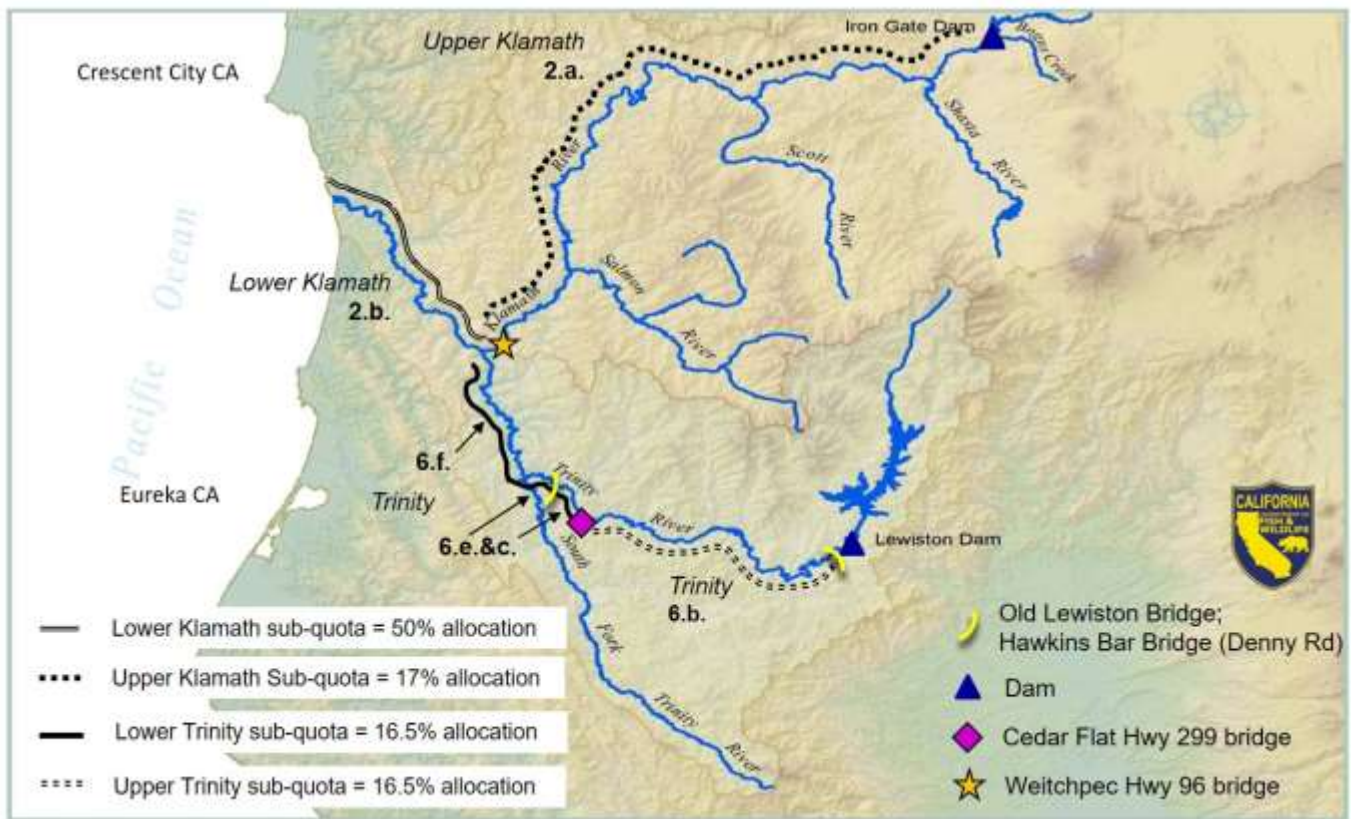 Iron Gate Dam
Bogus Creek
Upper Klamath
2.a.
Crescent City CA
Shasta
River
River
Scott
River
Pacific Ocean
Salmon
River
Lower Klamath
2.b.
Klamath
6.f.
Eureka CA
Trinity
Trinity
River
6.e.&c.
South
Fork
Trinity
River
Trinity
6.b.
Lewiston Dam
CALIFORNIA
FISH &
WILDLIFE
Lower Klamath sub-quota = 50% allocation
Upper Klamath Sub-quota = 17% allocation
Lower Trinity sub-quota = 16.5% allocation
Upper Trinity sub-quota = 16.5% allocation
Old Lewiston Bridge;
Hawkins Bar Bridge (Denny Rd)
Dam
Cedar Flat Hwy 299 bridge
Weitchpec Hwy 96 bridge